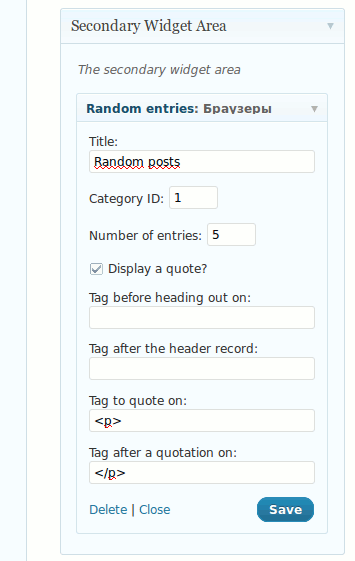 Secondary Widget Area
The secondary widget area
Random entries: Браузеры
Title:
Random posts
Category ID: 1
Number of entries: 5
Display a quote?
Tag before heading out on:
Tag after the header record:
Tag to quote on:
<p>
Tag after a quotation on:
</p>
Delete | Close
Save